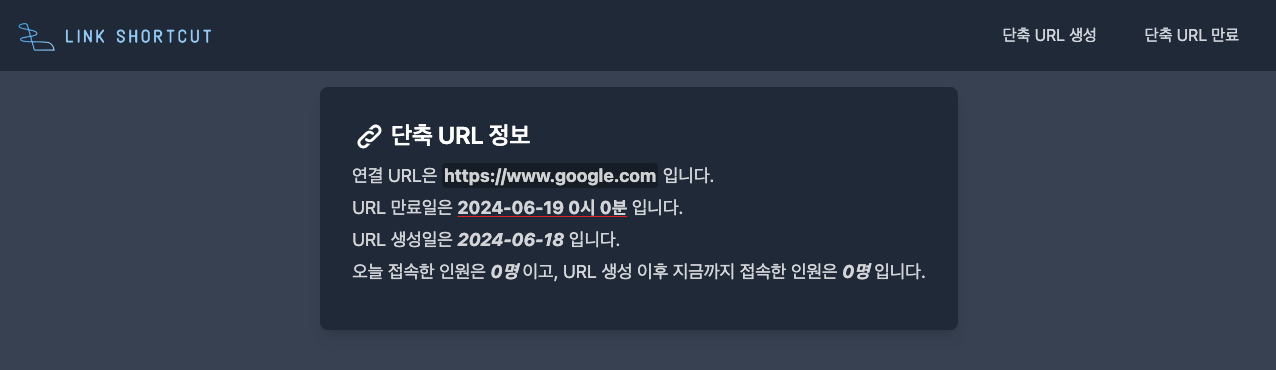 LINK SHORTCUT
단축 URL 생성
단축 URL 만료
단축 URL 정보
연결 URL은 https://www.google.com 입니다.
URL 만료일은 2024-06-19 0시 0분 입니다.
URL 생성일은 2024-06-18 입니다.
오늘 접속한 인원은 0명 이고, URL 생성 이후 지금까지 접속한 인원은 0명 입니다.